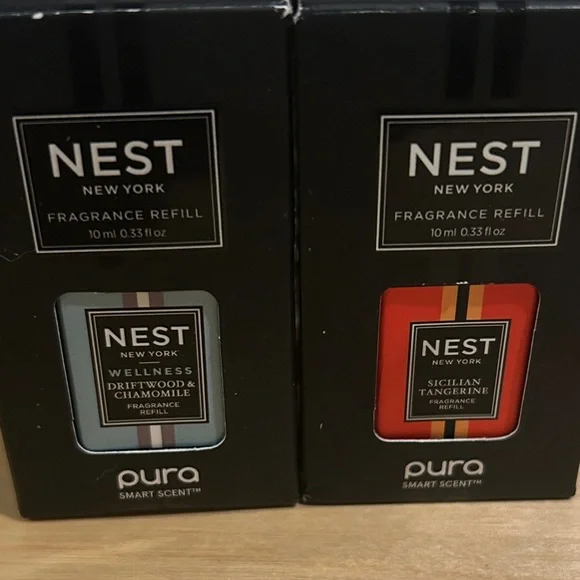 NEST
NEW YORK
FRAGRANCE REFILL
10 ml 0.33 fl oz
NEST
NEW YORK
WELLNESS
DRIFTWOOD &
CHAMOMILE
FRAGRANCE
REFILL
pura
SMART SCENT™
NEST
NEW YORK
FRAGRANCE REFILL
10 ml 0.33 fl oz
NEST
NEW YORK
SICILIAN
TANGERINE
FRAGRANCE
REFILL
pura
SMART SCENT™